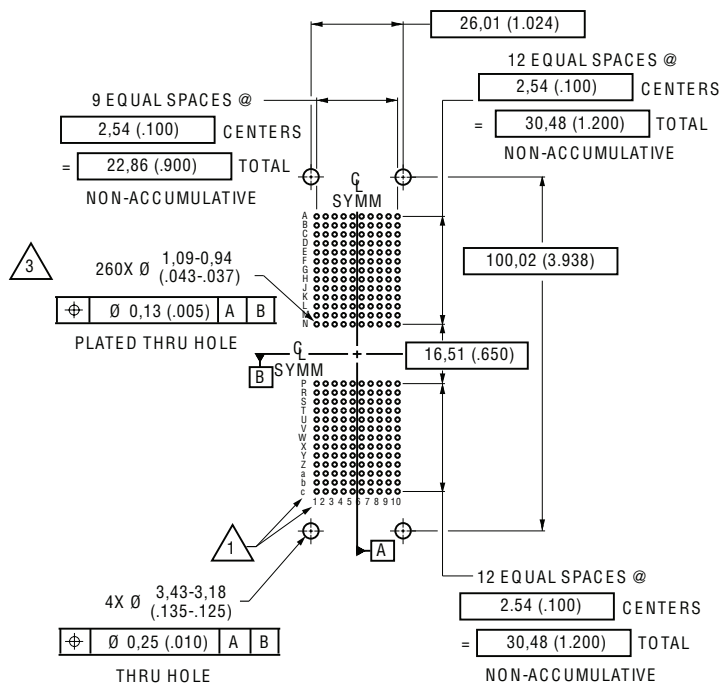 26,01 (1.024)
12 EQUAL SPACES @
2,54 (.100) CENTERS
= 30,48 (1.200) TOTAL
NON-ACCUMULATIVE
9 EQUAL SPACES @
2,54 (.100) CENTERS
= 22,86 (.900) TOTAL
NON-ACCUMULATIVE
CL
SYMM
A
B
C
D
E
F
G
H
J
K
L
N
3
260X Ø 1,09-0,94
(.043-.037)
⌖ Ø 0,13 (.005) A B
PLATED THRU HOLE
100,02 (3.938)
CL
SYMM
B
16,51 (.650)
P
R
S
T
U
V
W
X
Y
Z
a
b
c
1 2 3 4 5 6 7 8 9 10
1
A
4X Ø 3,43-3,18
(.135-.125)
⌖ Ø 0,25 (.010) A B
THRU HOLE
12 EQUAL SPACES @
2.54 (.100) CENTERS
= 30,48 (1.200) TOTAL
NON-ACCUMULATIVE